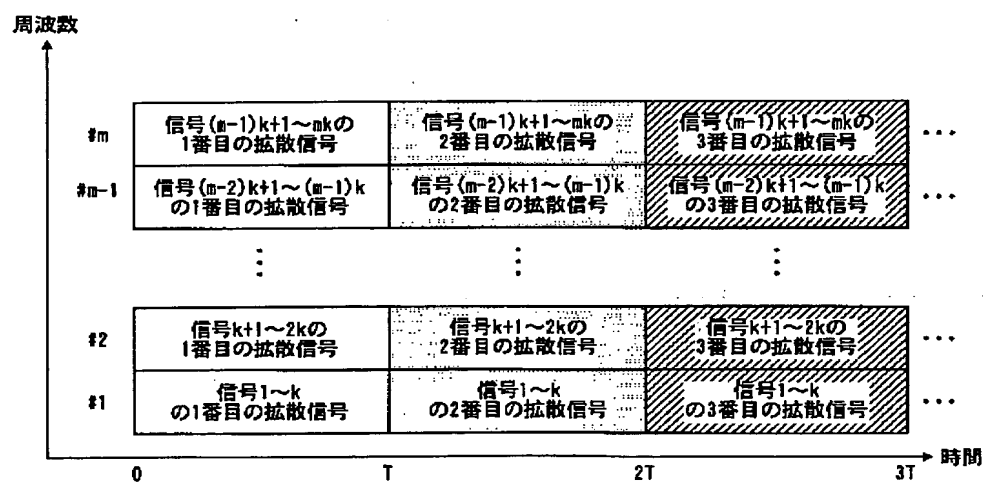 周波数
#m
信号(m-1)k+1～mkの
1番目の拡散信号
信号(m-1)k+1～mkの
2番目の拡散信号
信号(m-1)k+1～mkの
3番目の拡散信号
･･･
#m-1
信号(m-2)k+1～(m-1)k
の1番目の拡散信号
信号(m-2)k+1～(m-1)k
の2番目の拡散信号
信号(m-2)k+1～(m-1)k
の3番目の拡散信号
･･･
#2
信号k+1～2kの
1番目の拡散信号
信号k+1～2kの
2番目の拡散信号
信号k+1～2kの
3番目の拡散信号
･･･
#1
信号1～k
の1番目の拡散信号
信号1～k
の2番目の拡散信号
信号1～k
の3番目の拡散信号
･･･
0
T
2T
3T
時間